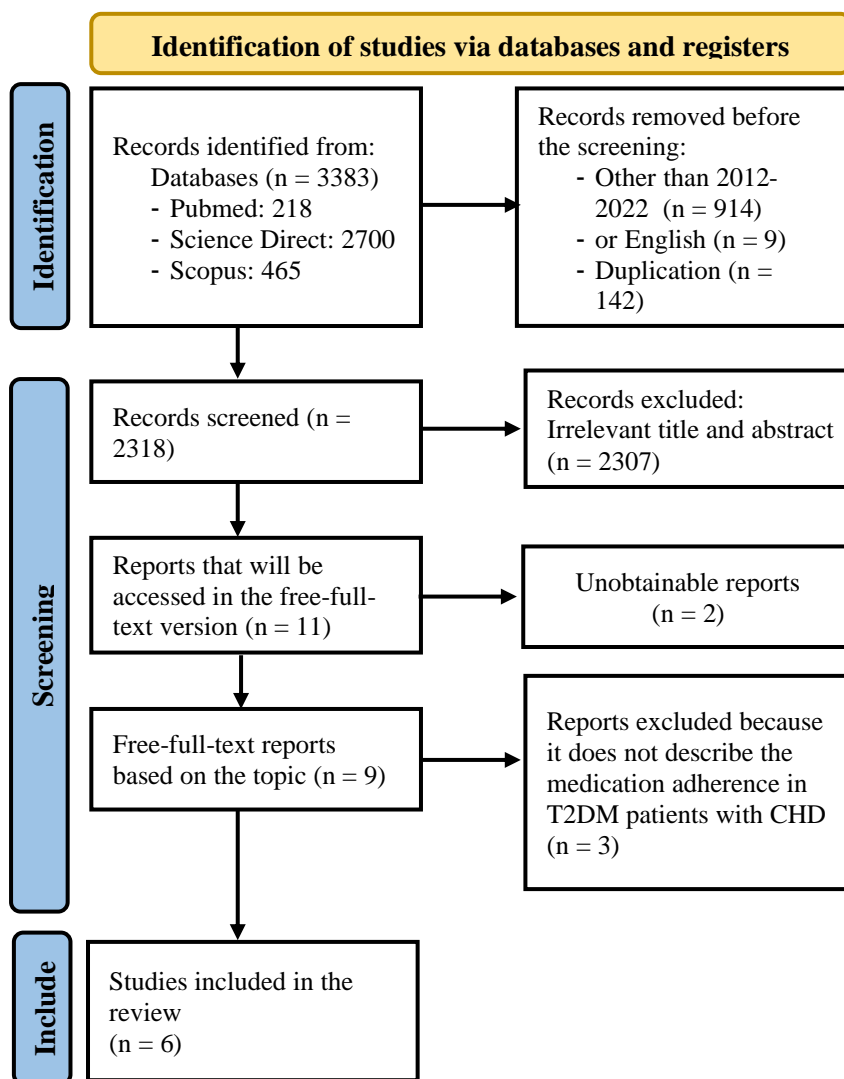 Identification of studies via databases and registers
Identification
Records identified from:
Databases (n = 3383)
- Pubmed: 218
- Science Direct: 2700
- Scopus: 465
Records removed before
the screening:
- Other than 2012-
2022 (n = 914)
- or English (n = 9)
- Duplication (n =
142)
Screening
Records screened (n =
2318)
Records excluded:
Irrelevant title and abstract
(n = 2307)
Reports that will be
accessed in the free-full-
text version (n = 11)
Unobtainable reports
(n = 2)
Free-full-text reports
based on the topic (n = 9)
Reports excluded because
it does not describe the
medication adherence in
T2DM patients with CHD
(n = 3)
Include
Studies included in the
review
(n = 6)